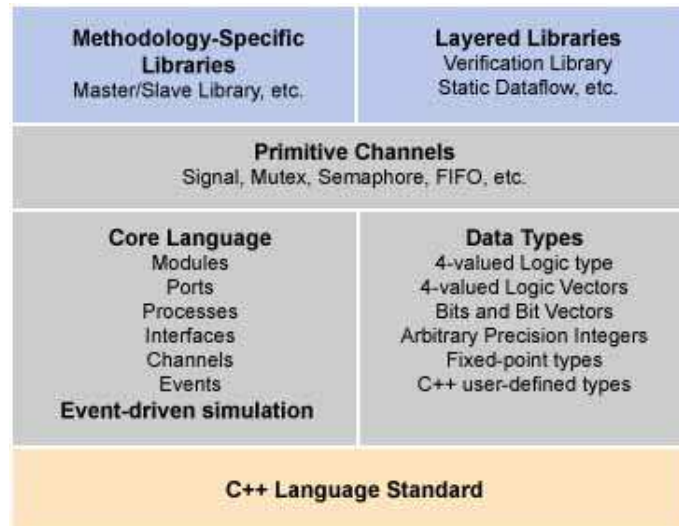 Methodology-Specific
Libraries
Master/Slave Library, etc.
Layered Libraries
Verification Library
Static Dataflow, etc.
Primitive Channels
Signal, Mutex, Semaphore, FIFO, etc.
Core Language
Modules
Ports
Processes
Interfaces
Channels
Events
Event-driven simulation
Data Types
4-valued Logic type
4-valued Logic Vectors
Bits and Bit Vectors
Arbitrary Precision Integers
Fixed-point types
C++ user-defined types
C++ Language Standard